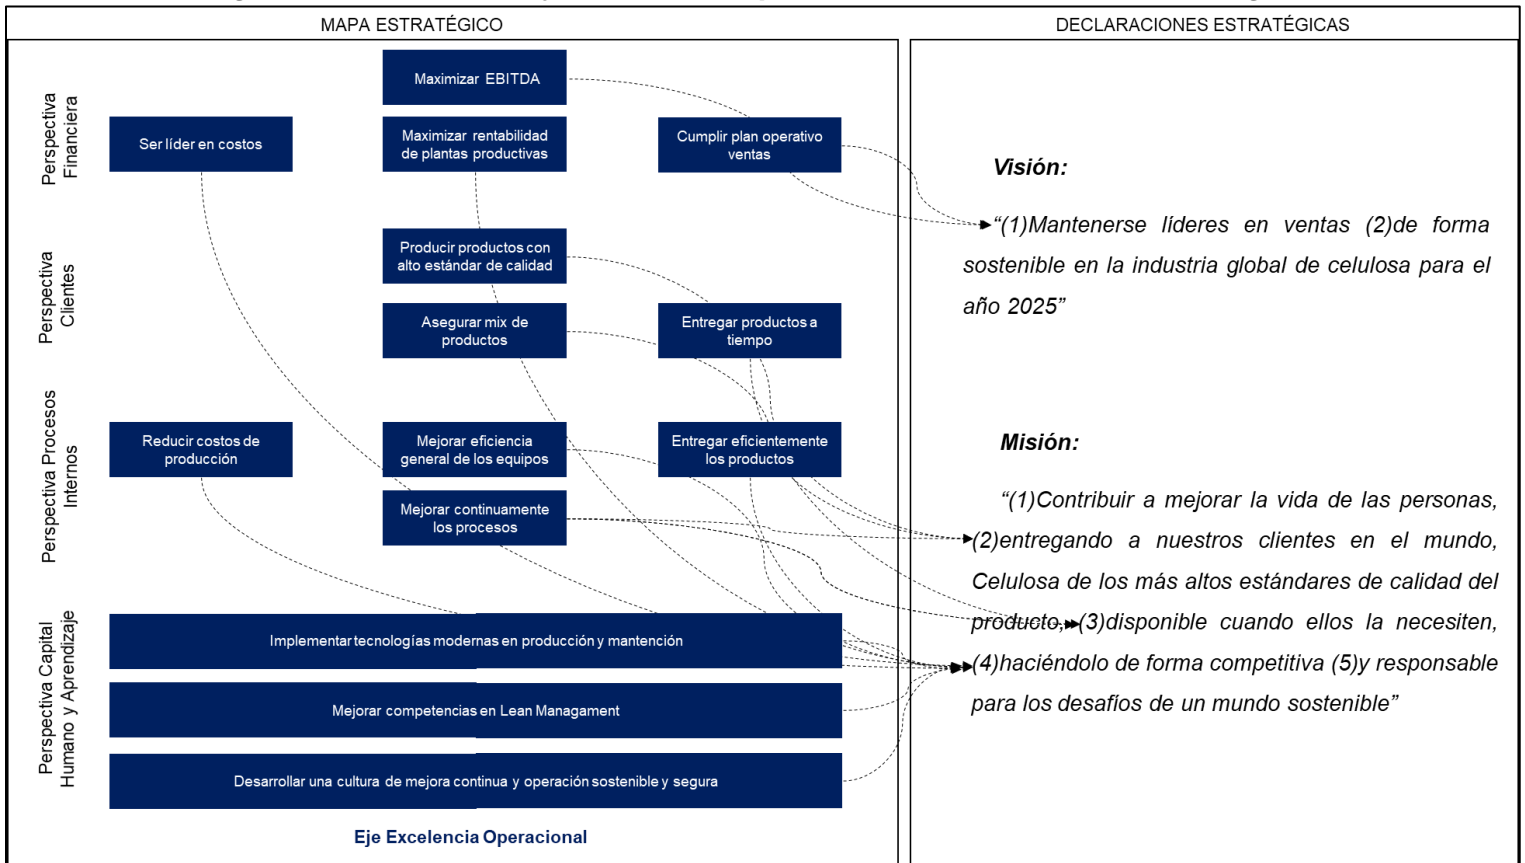 MAPA ESTRATÉGICO
DECLARACIONES ESTRATÉGICAS
Perspectiva
Financiera
Maximizar EBITDA
Ser líder en costos
Maximizar rentabilidad
de plantas productivas
Cumplir plan operativo
ventas
Perspectiva
Clientes
Producir productos con
alto estándar de calidad
Asegurar mix de
productos
Entregar productos a
tiempo
Perspectiva Procesos
Internos
Reducir costos de
producción
Mejorar eficiencia
general de los equipos
Entregar eficientemente
los productos
Mejorar continuamente
los procesos
Perspectiva Capital
Humano y Aprendizaje
Implementar tecnologías modernas en producción y mantención
Mejorar competencias en Lean Managament
Desarrollar una cultura de mejora continua y operación sostenible y segura
Eje Excelencia Operacional
Visión:
“(1)Mantenerse líderes en ventas (2)de forma
sostenible en la industria global de celulosa para el
año 2025”
Misión:
“(1)Contribuir a mejorar la vida de las personas,
(2)entregando a nuestros clientes en el mundo,
Celulosa de los más altos estándares de calidad del
producto, (3)disponible cuando ellos la necesiten,
(4)haciéndolo de forma competitiva (5)y responsable
para los desafíos de un mundo sostenible”